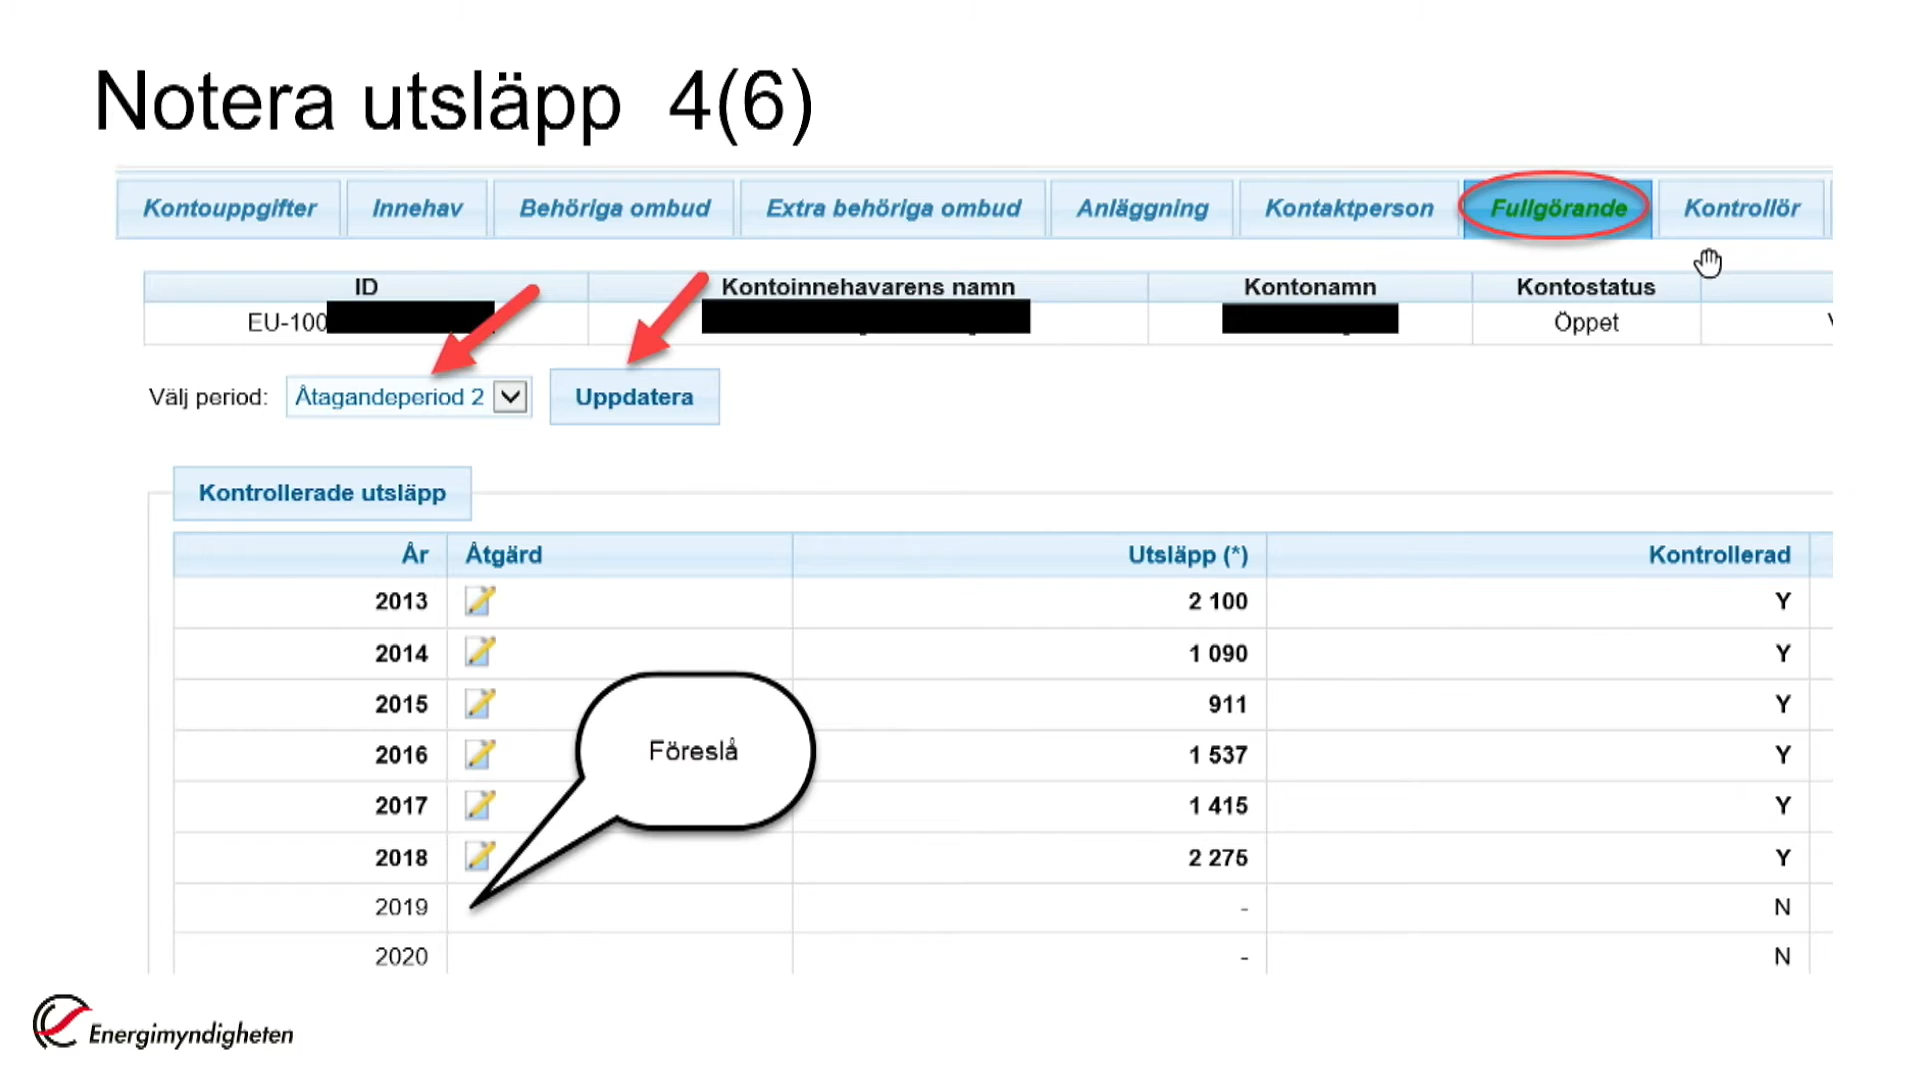 Notera utsläpp 4(6)
Kontouppgifter Innehav Behöriga ombud Extra behöriga ombud Anläggning Kontaktperson Fullgörande Kontrollör
ID Kontoinnehavarens namn Kontonamn Kontostatus
EU-100 Öppet
Välj period: Åtagandeperiod 2 Uppdatera
Kontrollerade utsläpp
År Åtgärd Utsläpp (*) Kontrollerad
2013 2 100 Y
2014 1 090 Y
2015 911 Y
Föreslå
2016 1 537 Y
2017 1 415 Y
2018 2 275 Y
2019 - N
2020 - N
Energimyndigheten